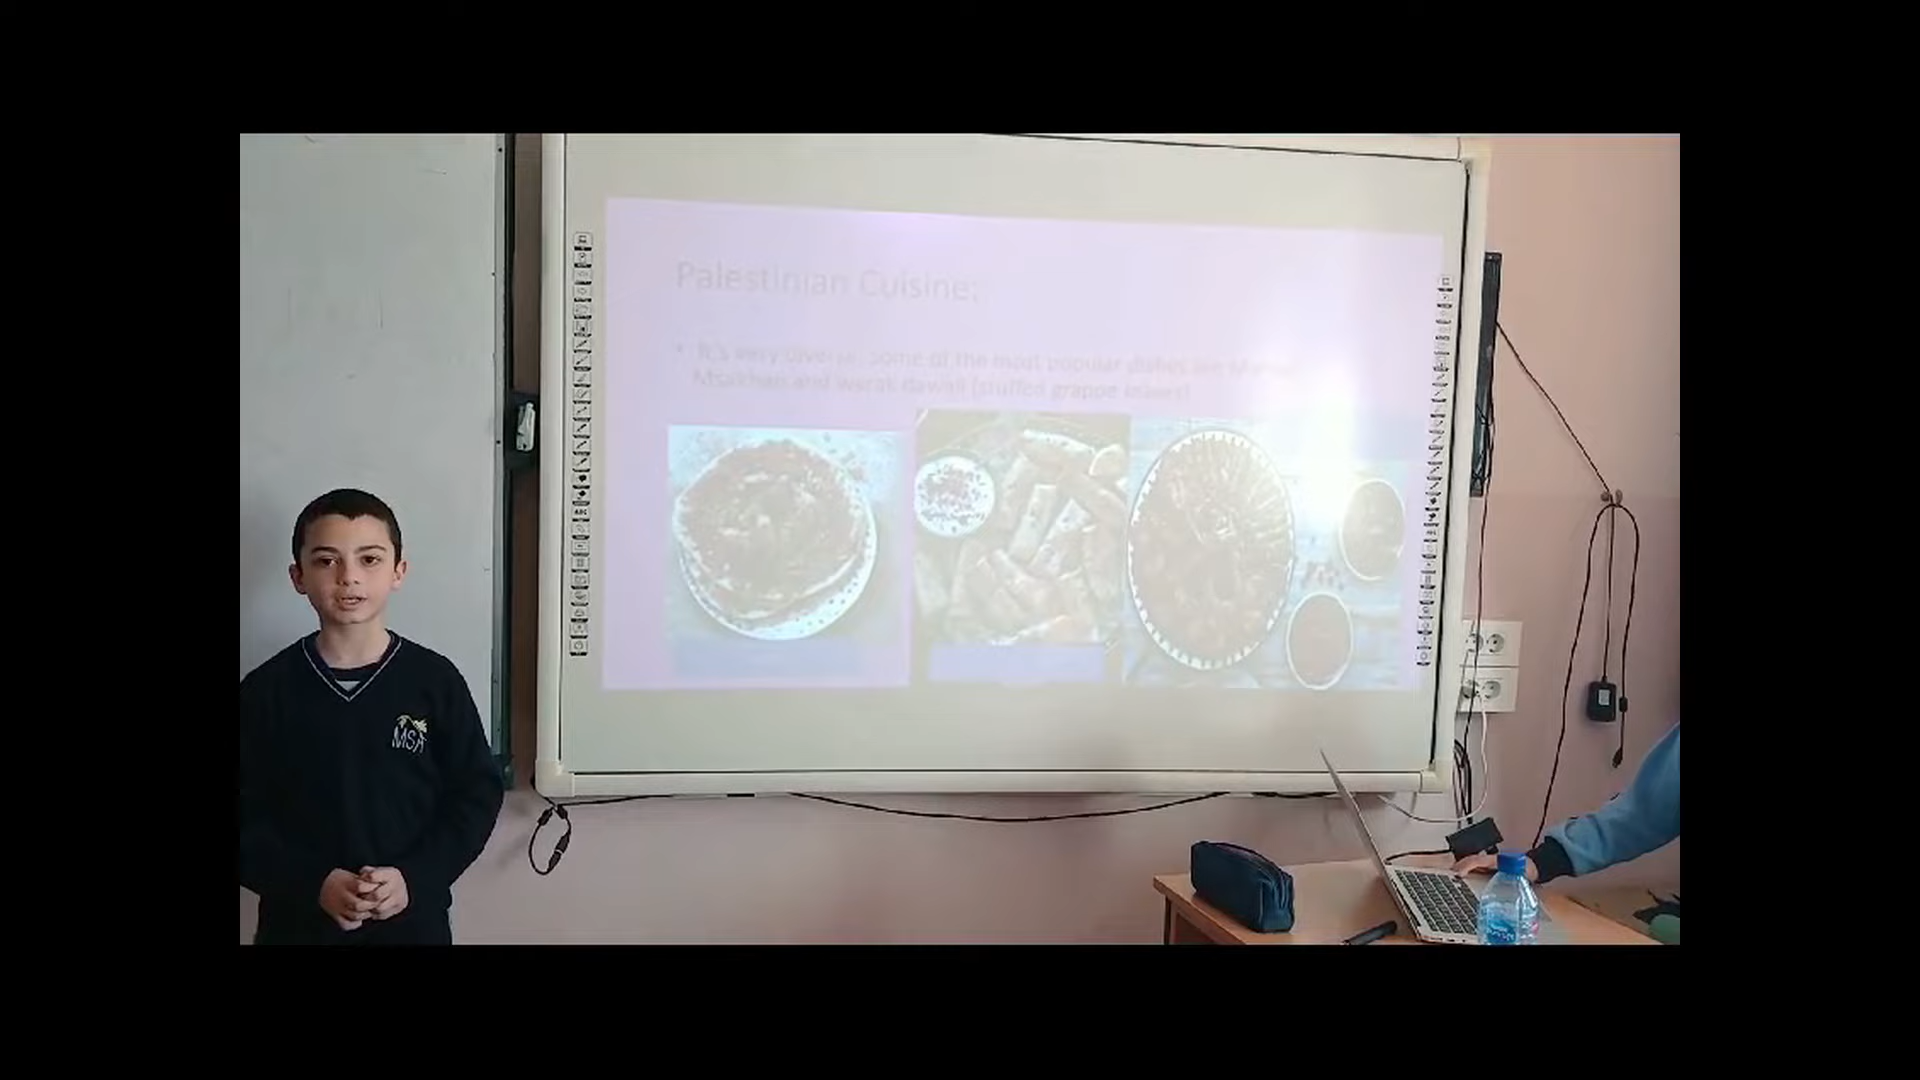 Palestinian Cuisine:
• It's very diverse, some of the most popular dishes are
Msakhan and warak dawali (stuffed grappe leaves)
MSA